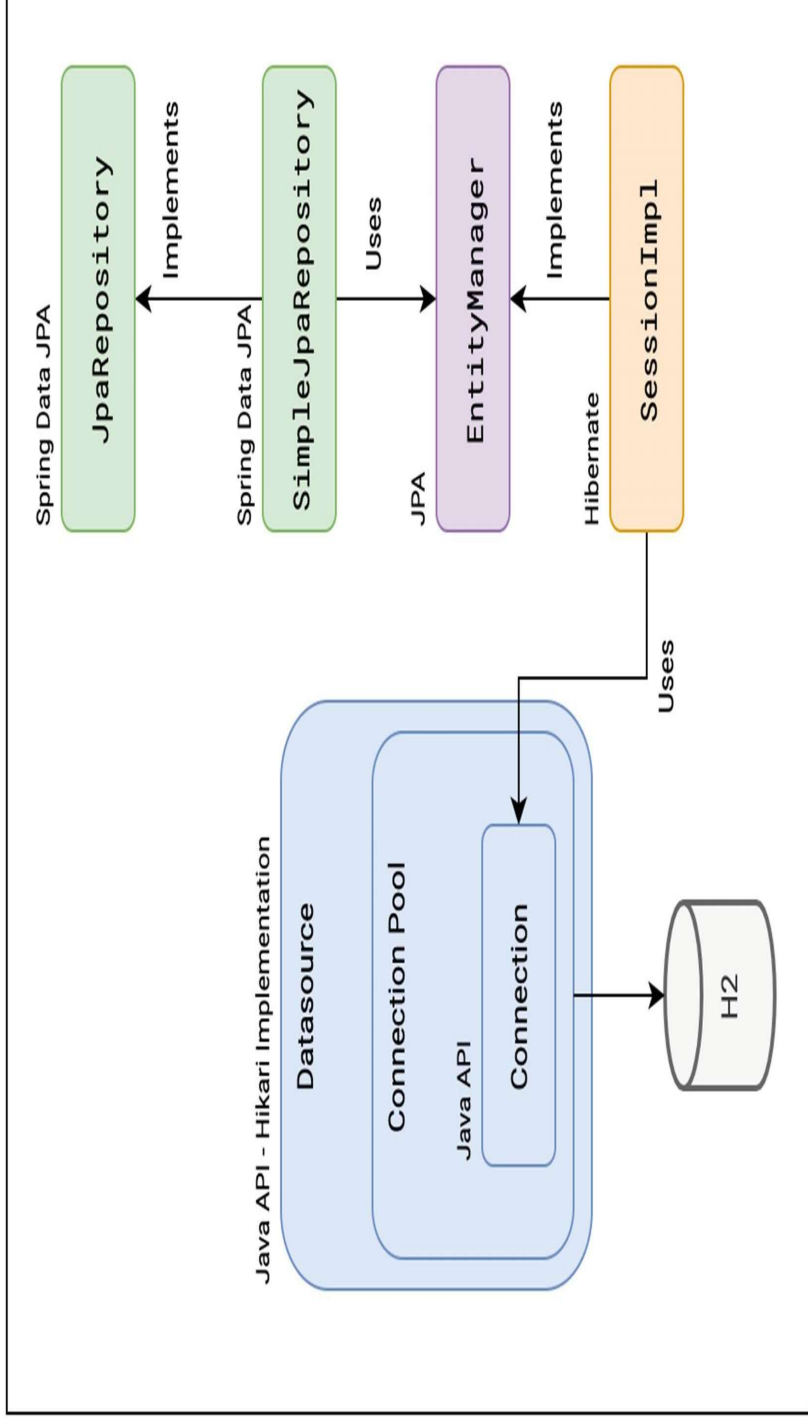 Spring Data JPA
JpaRepository
Implements
Spring Data JPA
SimpleJpaRepository
Uses
JPA
EntityManager
Implements
Hibernate
SessionImpl
Uses
Java API - Hikari Implementation
Datasource
Connection Pool
Java API
Connection
H2